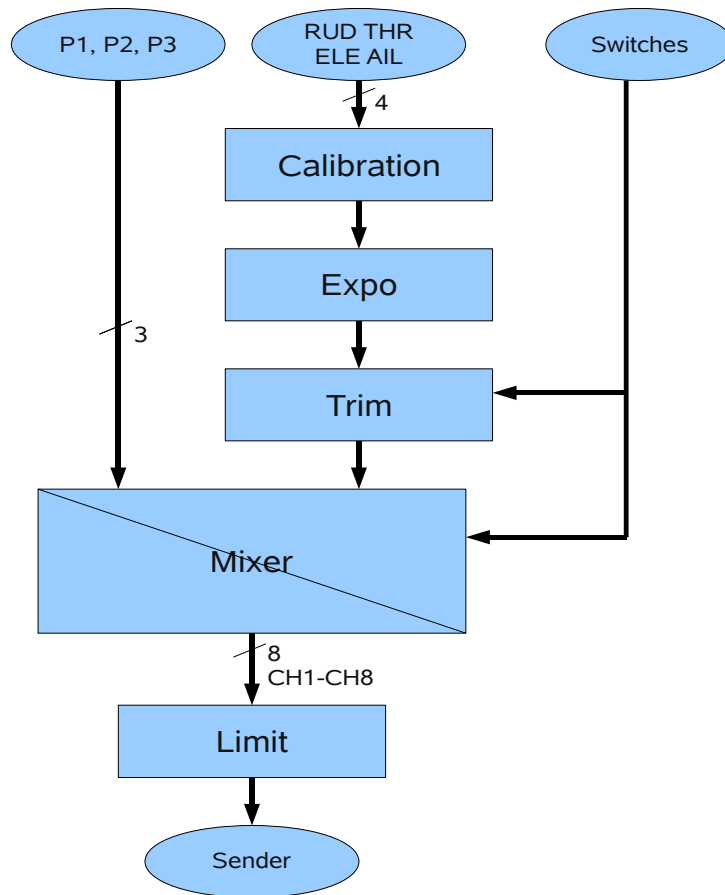 P1, P2, P3
RUD THR
ELE AIL
Switches
4
Calibration
Expo
3
Trim
Mixer
8
CH1-CH8
Limit
Sender